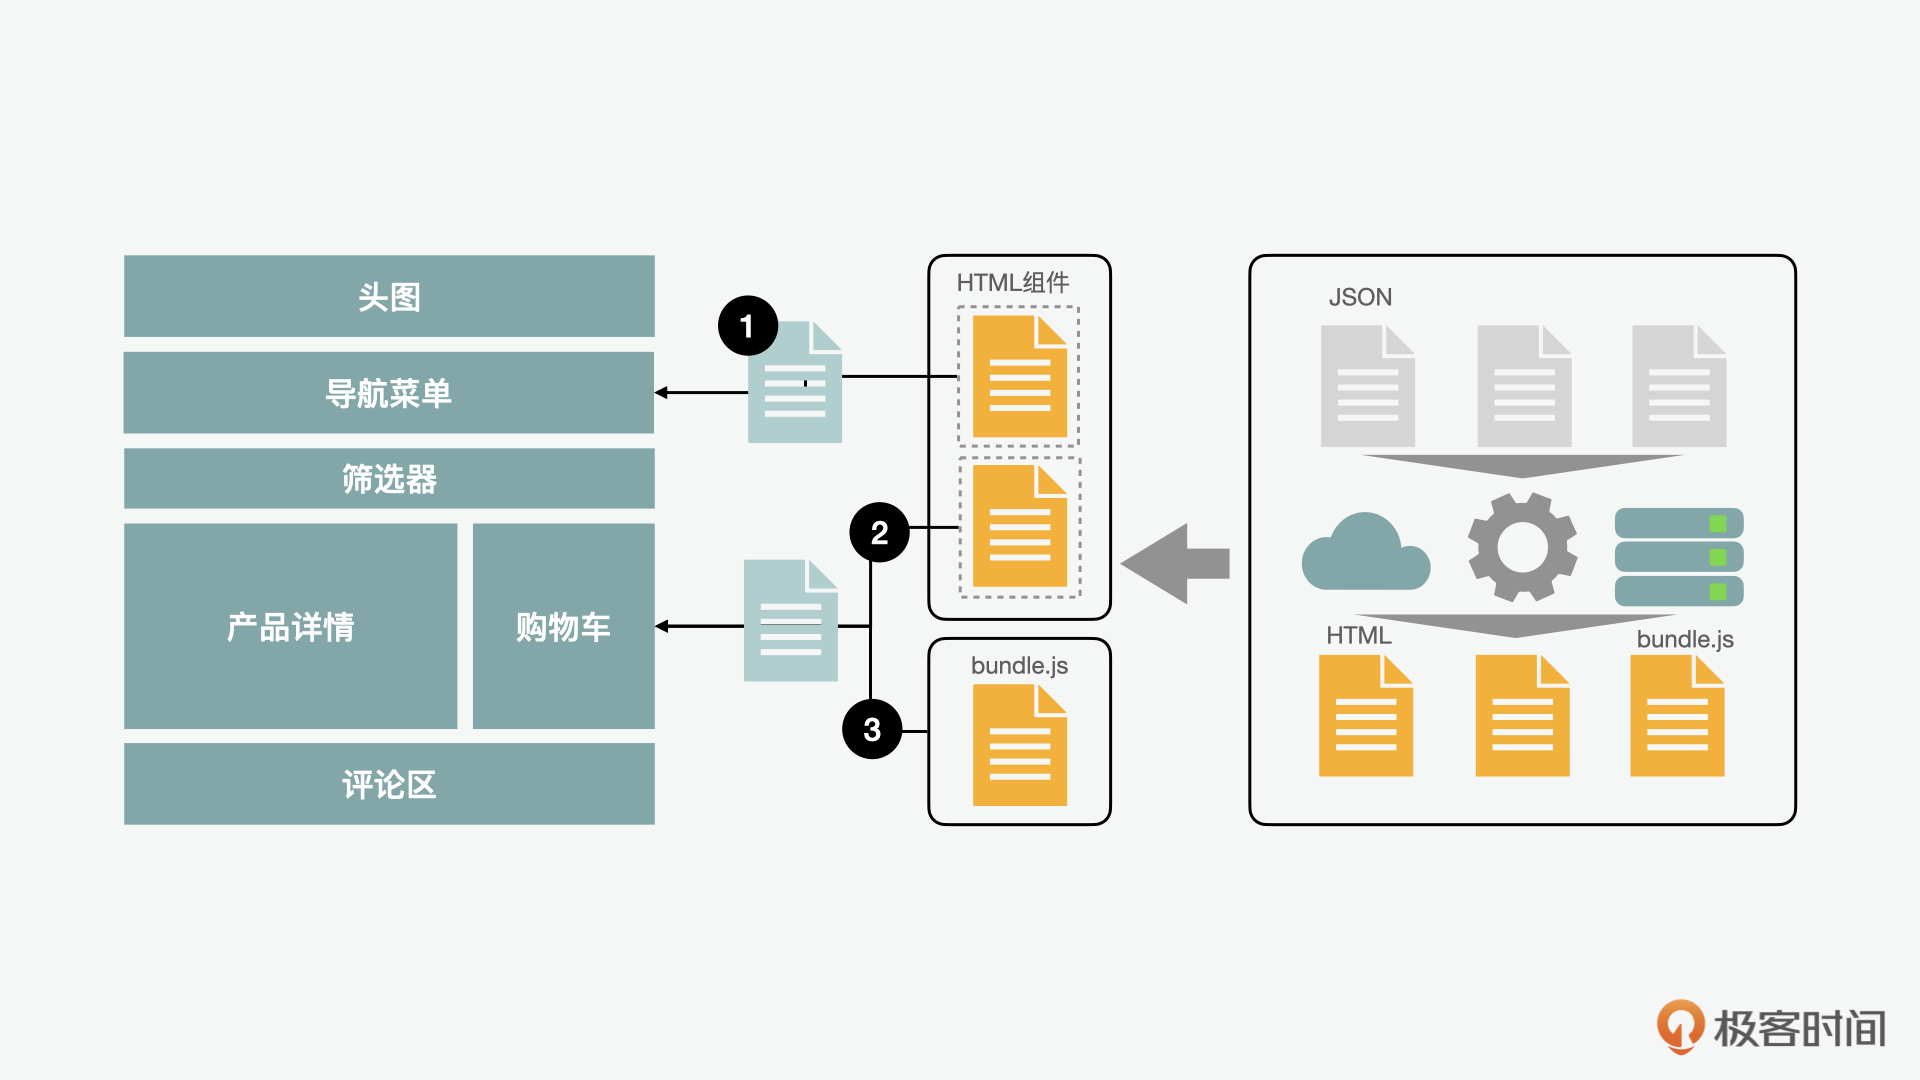 头图
导航菜单
筛选器
产品详情
购物车
评论区
1
2
3
HTML组件
bundle.js
JSON
HTML
bundle.js
极客时间